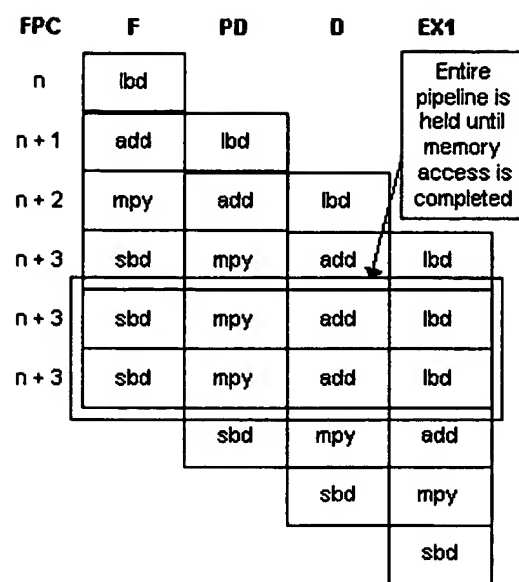 FPC F PD D EX1
n lbd
Entire
pipeline is
held until
memory
access is
completed
n + 1 add lbd
n + 2 mpy add lbd
n + 3 sbd mpy add lbd
n + 3 sbd mpy add lbd
n + 3 sbd mpy add lbd
sbd mpy add
sbd mpy
sbd